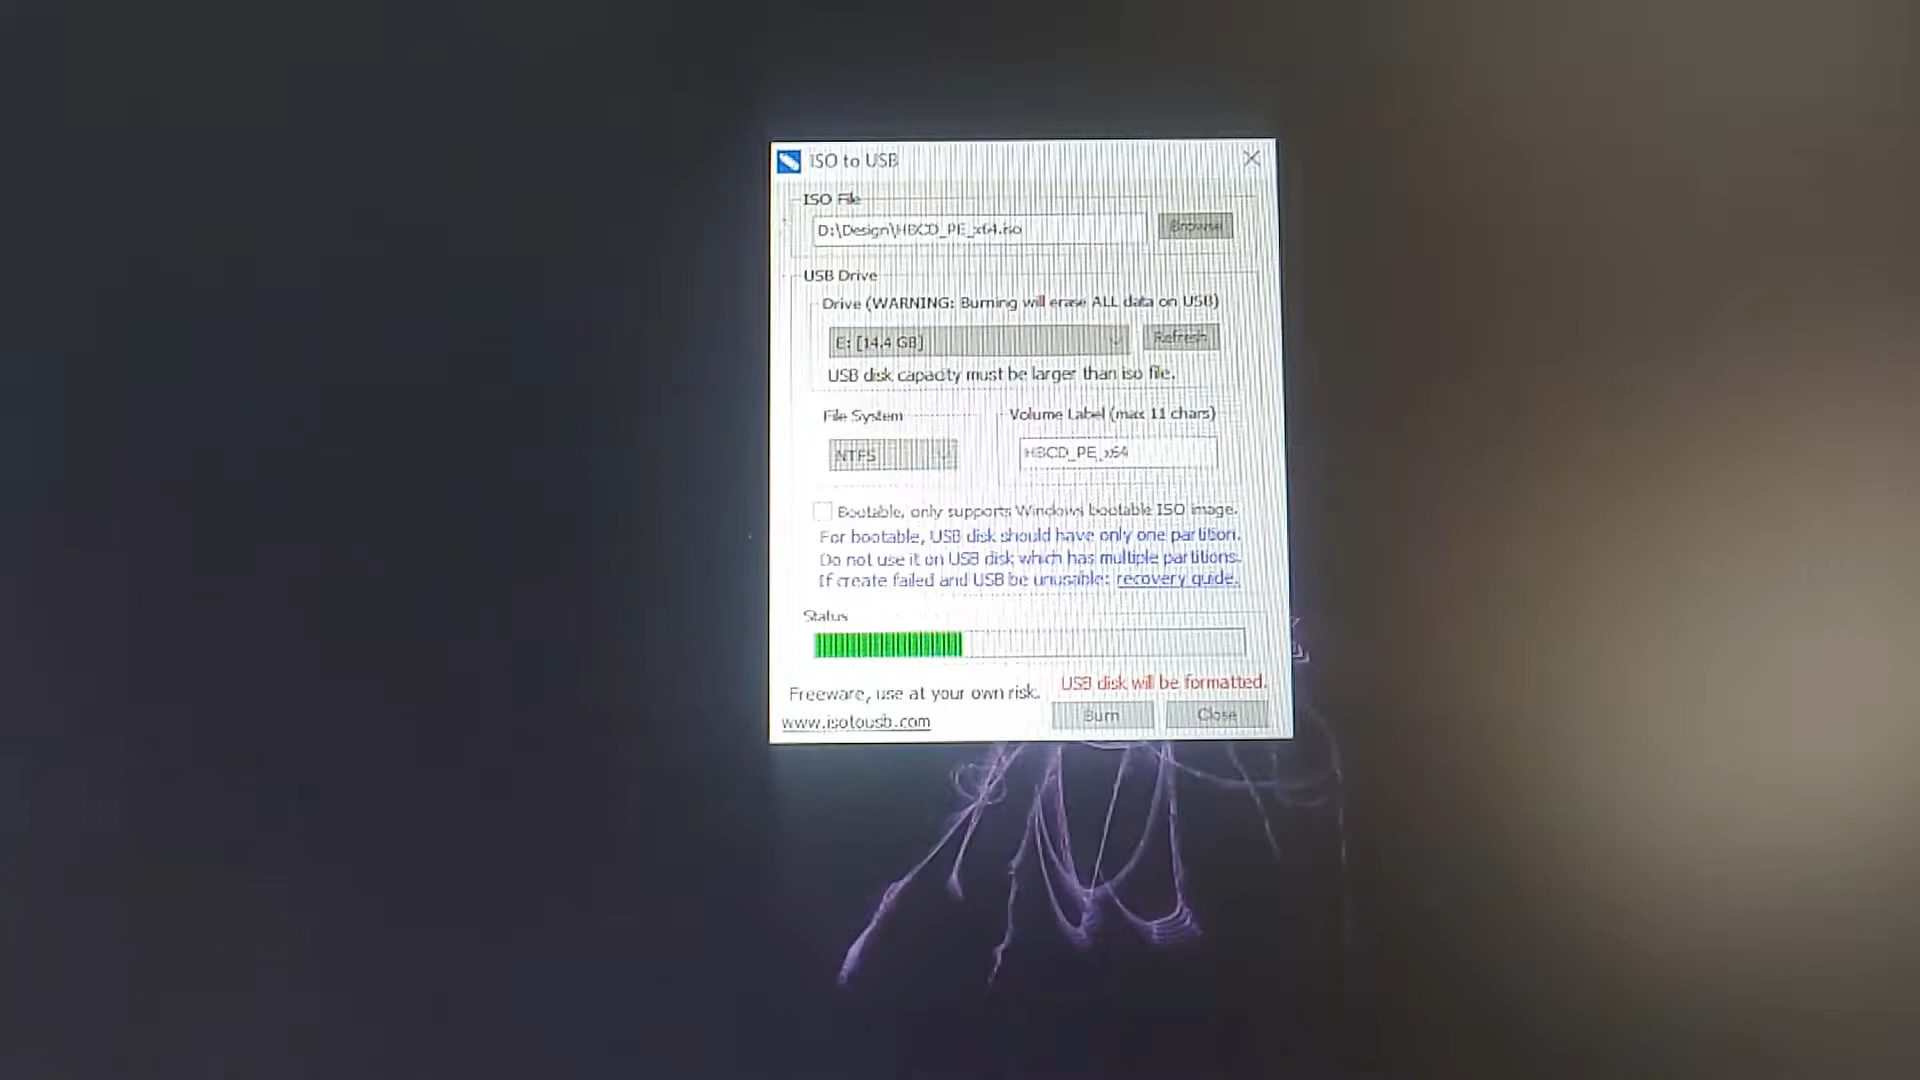 ISO to USB
ISO File
D:\Design\HBCD_PE_x64.iso
Browse
USB Drive
Drive (WARNING: Burning will erase ALL data on USB)
E: [14.4 GB]
Refresh
USB disk capacity must be larger than iso file.
File System
Volume Label (max 11 chars)
NTFS
HBCD_PE_x64
Bootable, only supports Windows bootable ISO image.
For bootable, USB disk should have only one partition.
Do not use it on USB disk which has multiple partitions.
If create failed and USB be unusable: recovery guide.
Status
USB disk will be formatted.
Freeware, use at your own risk.
www.isotousb.com
Burn
Close